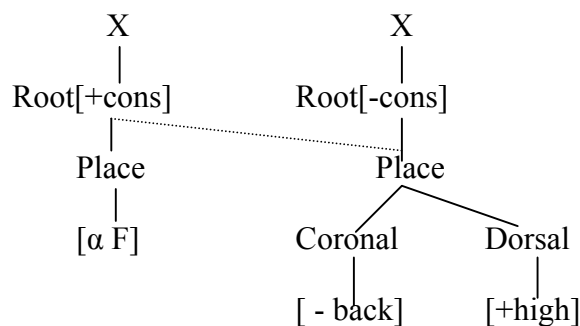 X X
Root[+cons] Root[-cons]
Place Place
[α F] Coronal Dorsal
[ - back] [+high]